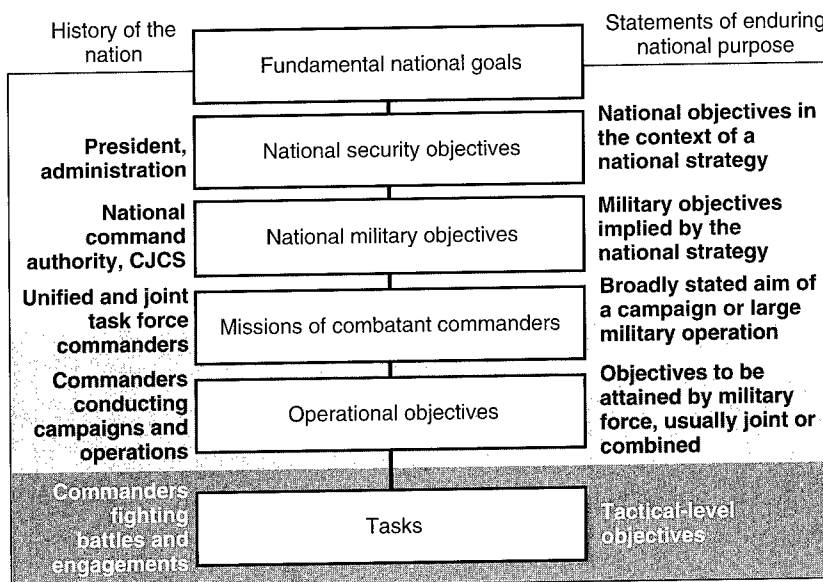 History of the
nation
Fundamental national goals
Statements of enduring
national purpose
President,
administration
National security objectives
National objectives in
the context of a
national strategy
National
command
authority, CJCS
National military objectives
Military objectives
implied by the
national strategy
Unified and joint
task force
commanders
Missions of combatant commanders
Broadly stated aim of
a campaign or large
military operation
Commanders
conducting
campaigns and
operations
Operational objectives
Objectives to be
attained by military
force, usually joint or
combined
Commanders
fighting
battles and
engagements
Tasks
Tactical-level
objectives